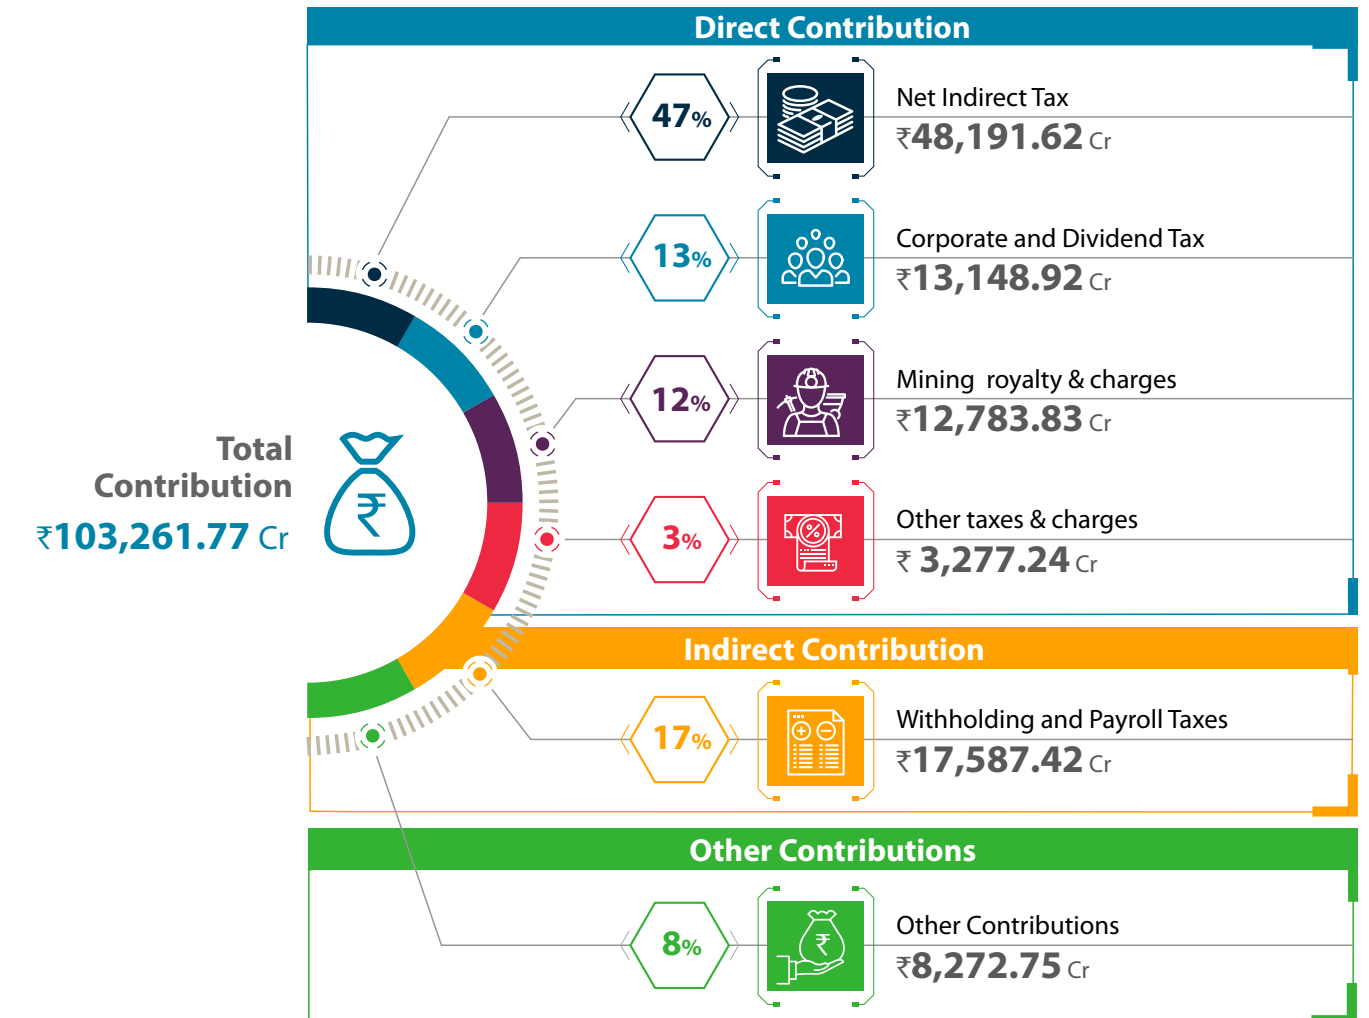 Direct Contribution
47%
Net Indirect Tax
₹48,191.62 Cr
13%
Corporate and Dividend Tax
₹13,148.92 Cr
12%
Mining royalty & charges
₹12,783.83 Cr
3%
Other taxes & charges
₹ 3,277.24 Cr
Total
Contribution
₹103,261.77 Cr
₹
Indirect Contribution
17%
Withholding and Payroll Taxes
₹17,587.42 Cr
Other Contributions
8%
₹
Other Contributions
₹8,272.75 Cr